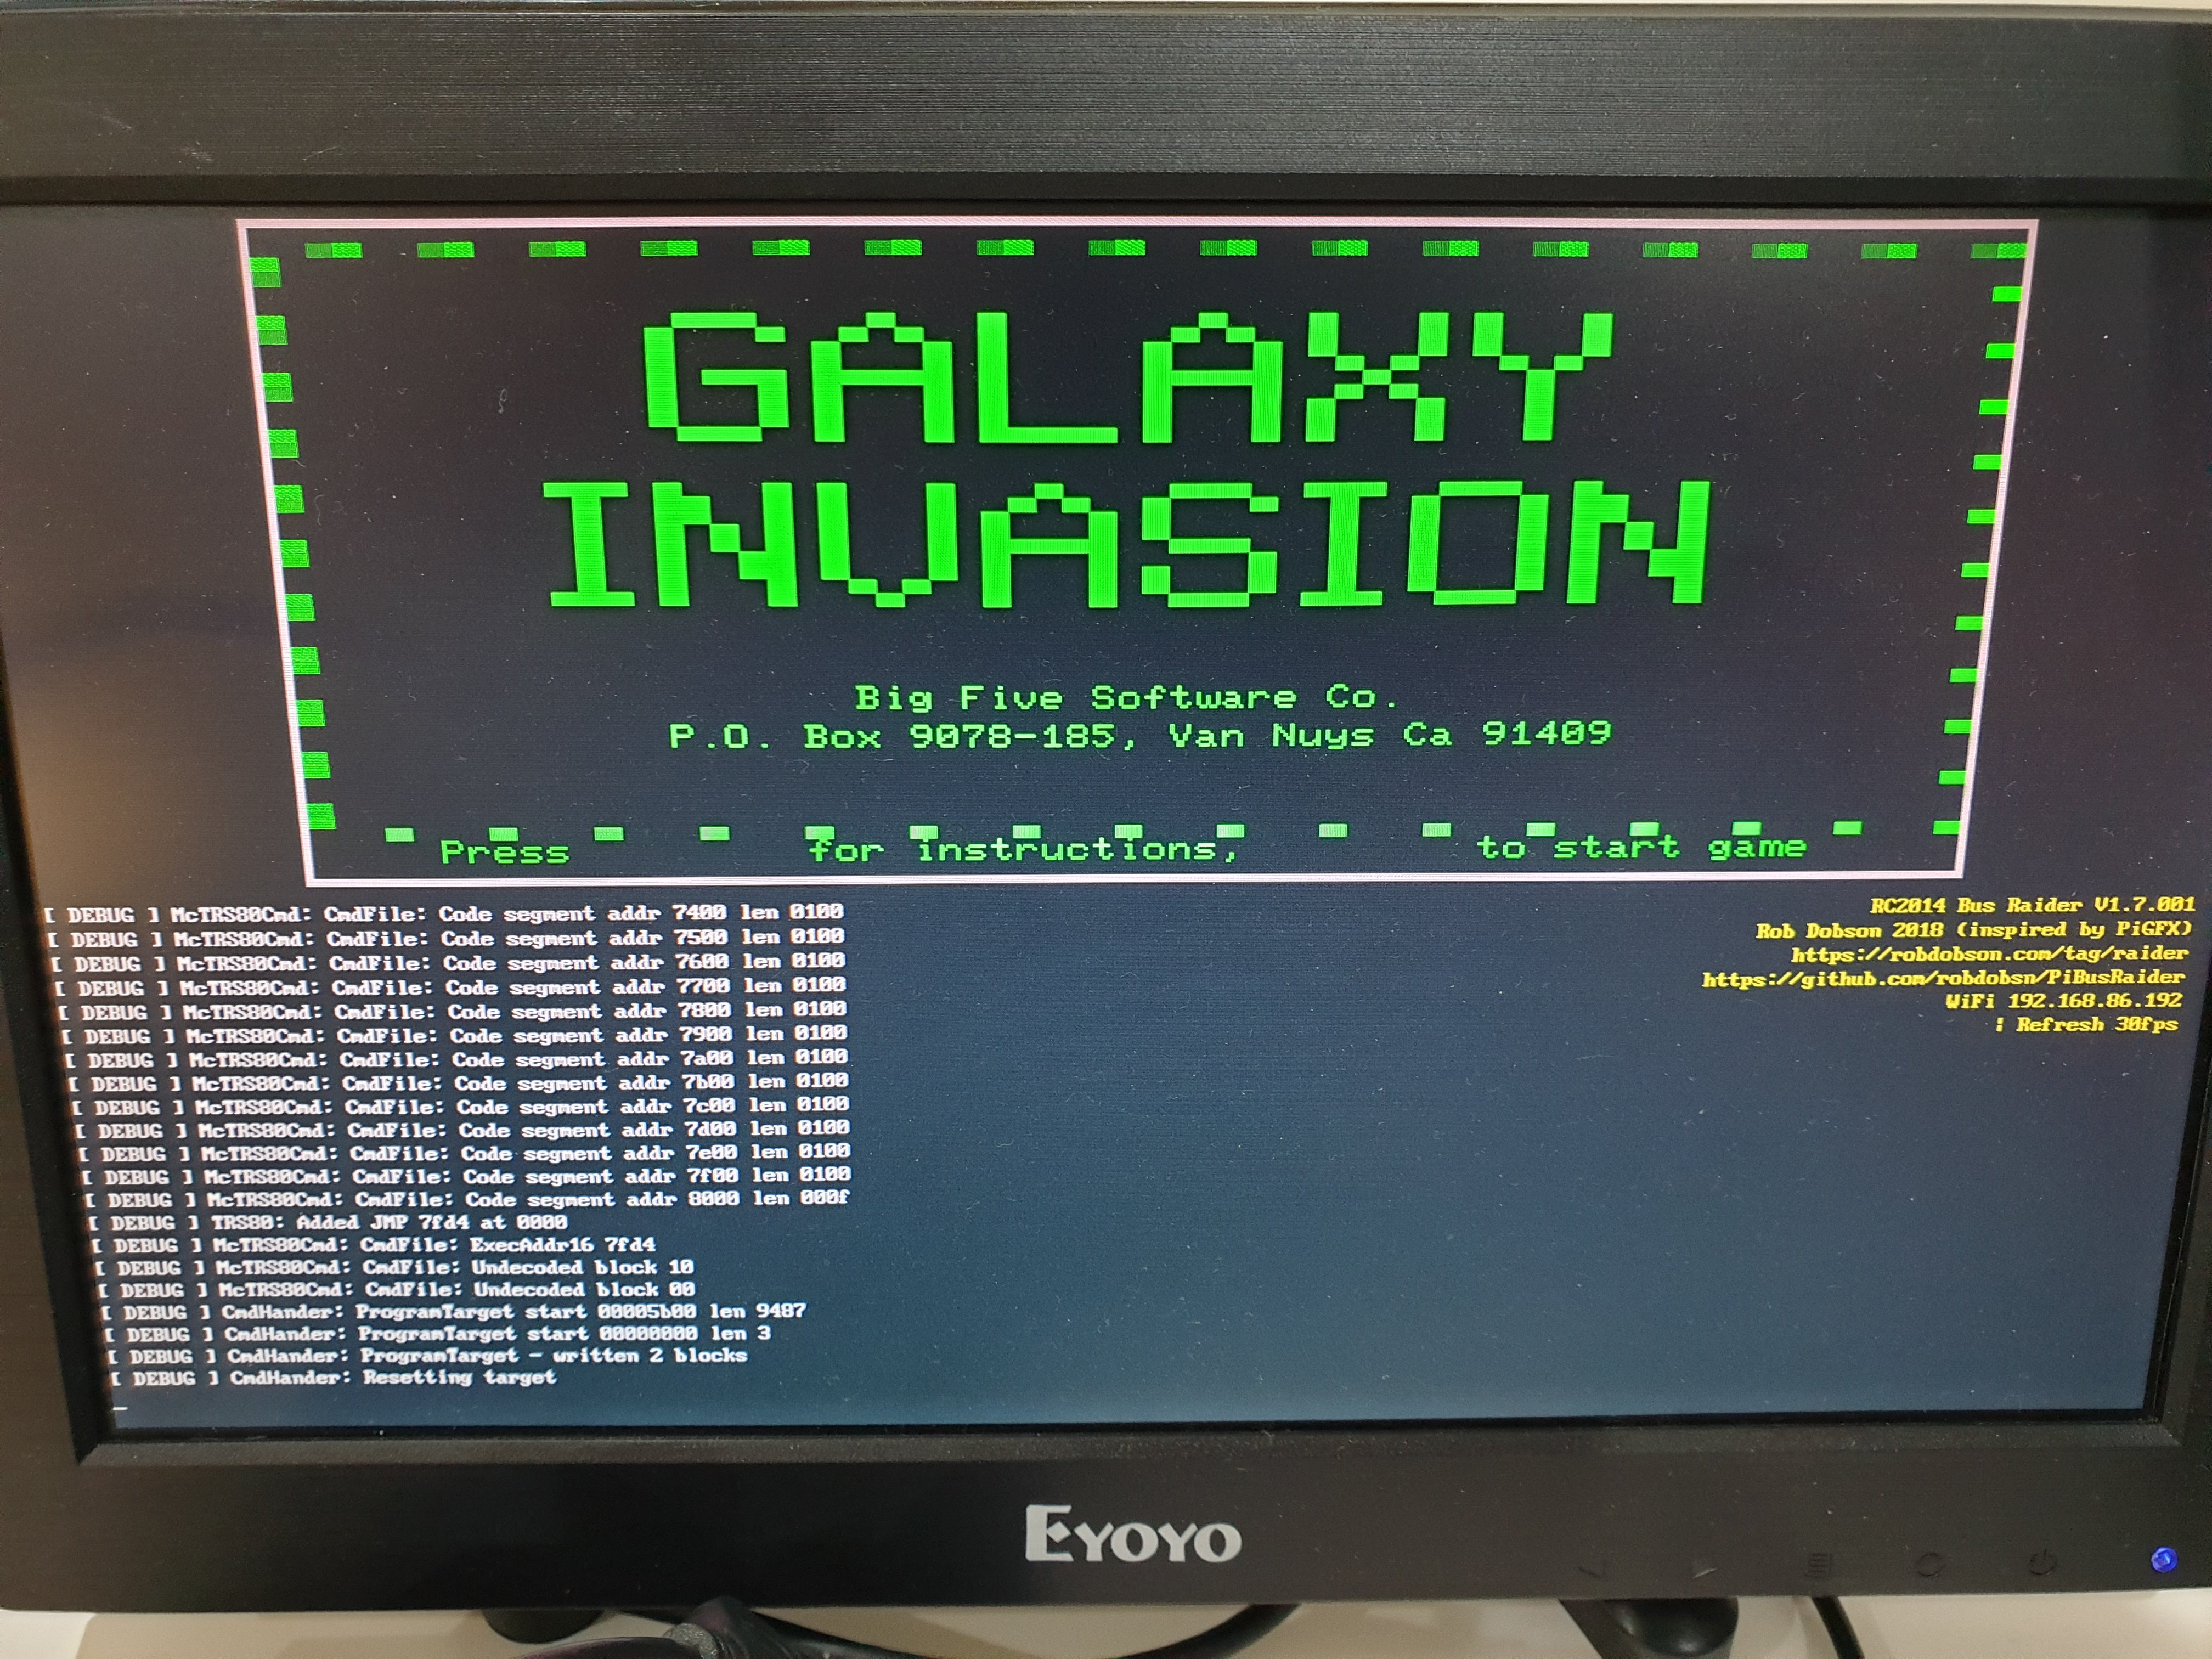 GALAXY
INVASION
Big Five Software Co.
P.O. Box 9078-185, Van Nuys Ca 91409
Press for instructions, to start game
[ DEBUG ] McTRS80Cmd: CmdFile: Code segment addr 7400 len 0100
[ DEBUG ] McTRS80Cmd: CmdFile: Code segment addr 7500 len 0100
[ DEBUG ] McTRS80Cmd: CmdFile: Code segment addr 7600 len 0100
[ DEBUG ] McTRS80Cmd: CmdFile: Code segment addr 7700 len 0100
[ DEBUG ] McTRS80Cmd: CmdFile: Code segment addr 7800 len 0100
[ DEBUG ] McTRS80Cmd: CmdFile: Code segment addr 7900 len 0100
[ DEBUG ] McTRS80Cmd: CmdFile: Code segment addr 7a00 len 0100
[ DEBUG ] McTRS80Cmd: CmdFile: Code segment addr 7b00 len 0100
[ DEBUG ] McTRS80Cmd: CmdFile: Code segment addr 7c00 len 0100
[ DEBUG ] McTRS80Cmd: CmdFile: Code segment addr 7d00 len 0100
[ DEBUG ] McTRS80Cmd: CmdFile: Code segment addr 7e00 len 0100
[ DEBUG ] McTRS80Cmd: CmdFile: Code segment addr 7f00 len 0100
[ DEBUG ] McTRS80Cmd: CmdFile: Code segment addr 8000 len 000f
[ DEBUG ] TRS80: Added JMP 7fd4 at 0000
[ DEBUG ] McTRS80Cmd: CmdFile: ExecAddr16 7fd4
[ DEBUG ] McTRS80Cmd: CmdFile: Undecoded block 10
[ DEBUG ] McTRS80Cmd: CmdFile: Undecoded block 00
[ DEBUG ] CmdHander: ProgramTarget start 00005b00 len 9487
[ DEBUG ] CmdHander: ProgramTarget start 00000000 len 3
[ DEBUG ] CmdHander: ProgramTarget - written 2 blocks
[ DEBUG ] CmdHander: Resetting target
_
RC2014 Bus Raider V1.7.001
Rob Dobson 2018 (inspired by PiGFX)
https://robdobson.com/tag/raider
https://github.com/robdobsn/PiBusRaider
WiFi 192.168.86.192
: Refresh 30fps
EYOYO